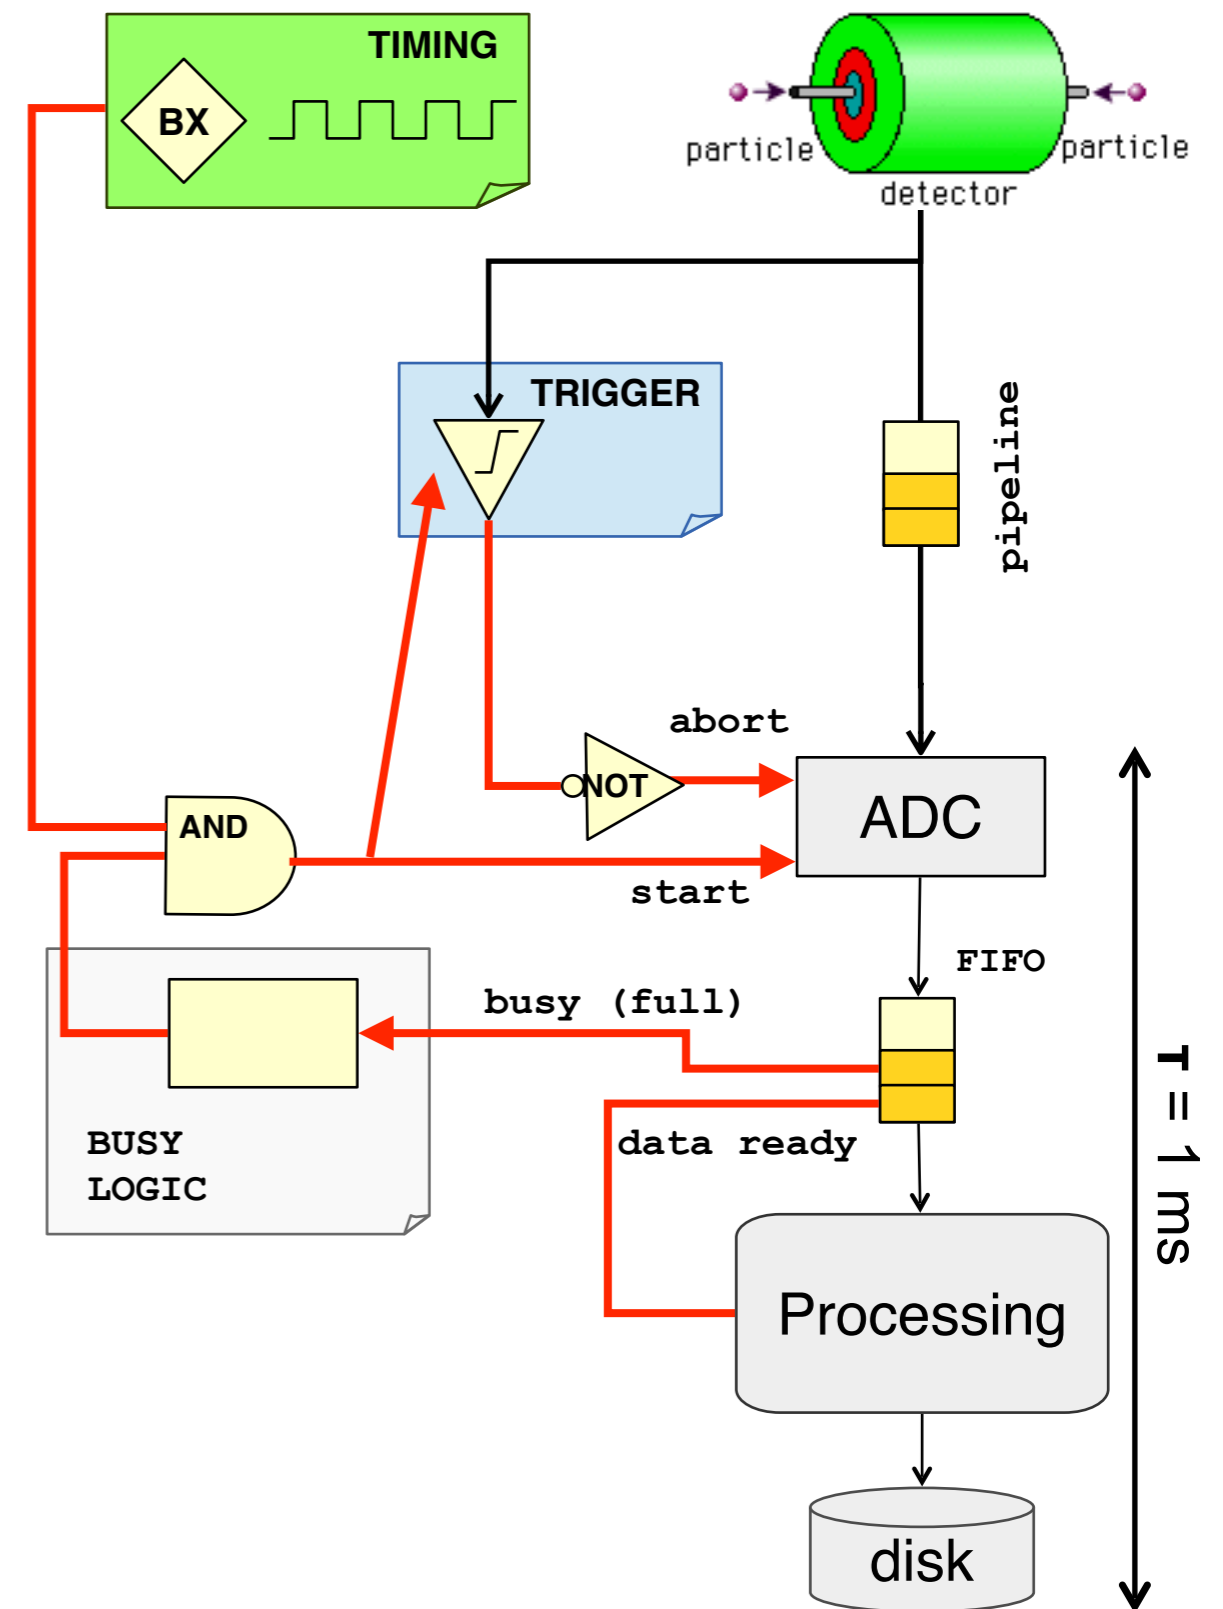 TIMING
BX
particle
particle
detector
TRIGGER
pipeline
abort
NOT
ADC
AND
start
FIFO
busy (full)
τ = 1 ms
BUSY
LOGIC
data ready
Processing
disk